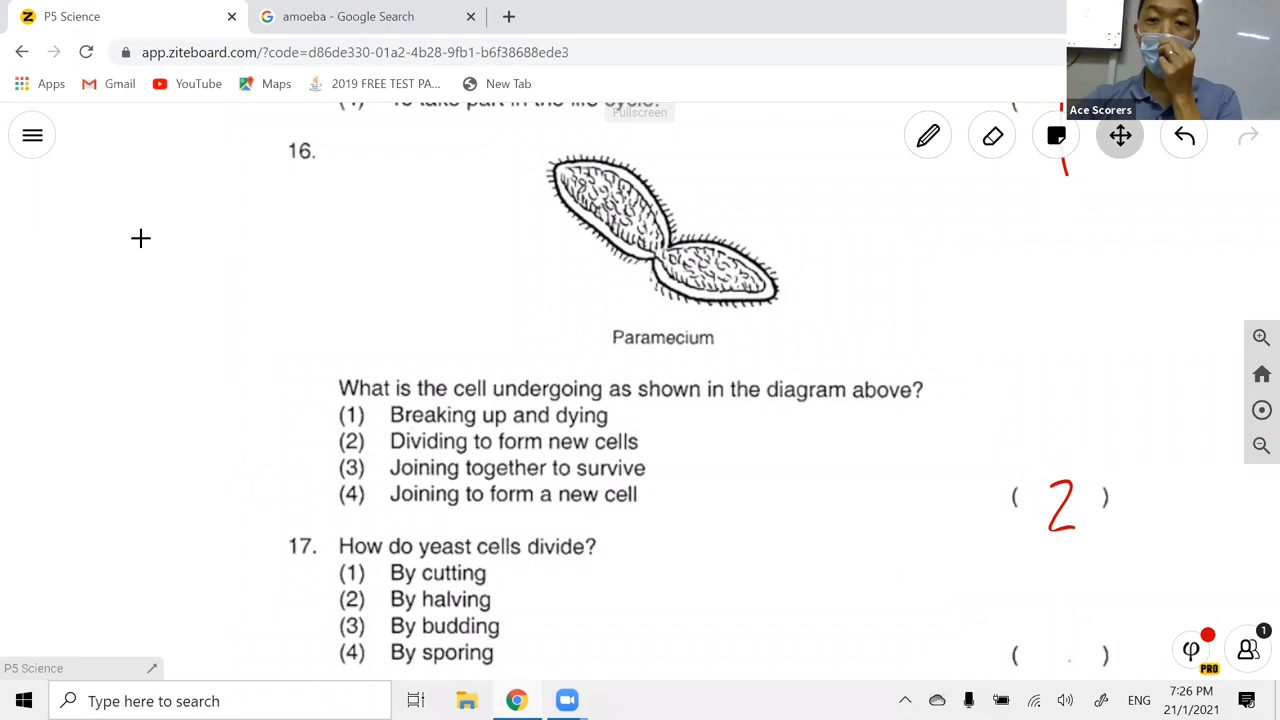 P5 Science
amoeba - Google Search
app.ziteboard.com/?code=d86de330c01a2-4b28-9fb1-b6f38688ede3
Apps
Gmail
YouTube
Maps
2019 FREE TEST PA...
New Tab
Ace Scorers
Fullscreen
16.
Paramecium
What is the cell undergoing as shown in the diagram above?
(1) Breaking up and dying
(2) Dividing to form new cells
(3) Joining together to survive
(4) Joining to form a new cell
( 2 )
17. How do yeast cells divide?
(1) By cutting
(2) By halving
(3) By budding
(4) By sporing
( )
φ PRO
1
P5 Science
Type here to search
ENG
7:26 PM
21/1/2021